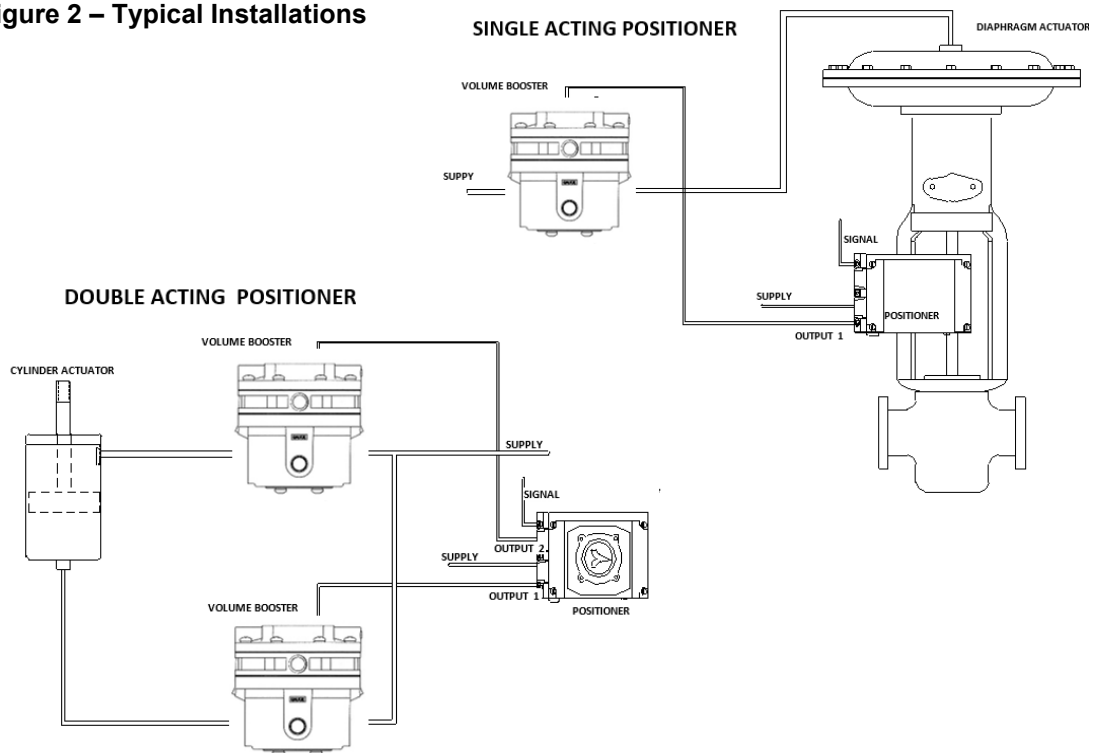 igure 2 – Typical Installations
SINGLE ACTING POSITIONER
DIAPHRAGM ACTUATOR
VOLUME BOOSTER
SUPPY
SIGNAL
SUPPLY
POSITIONER
OUTPUT 1
DOUBLE ACTING POSITIONER
VOLUME BOOSTER
CYLINDER ACTUATOR
SUPPLY
SIGNAL
OUTPUT 2
SUPPLY
OUTPUT 1
VOLUME BOOSTER
POSITIONER